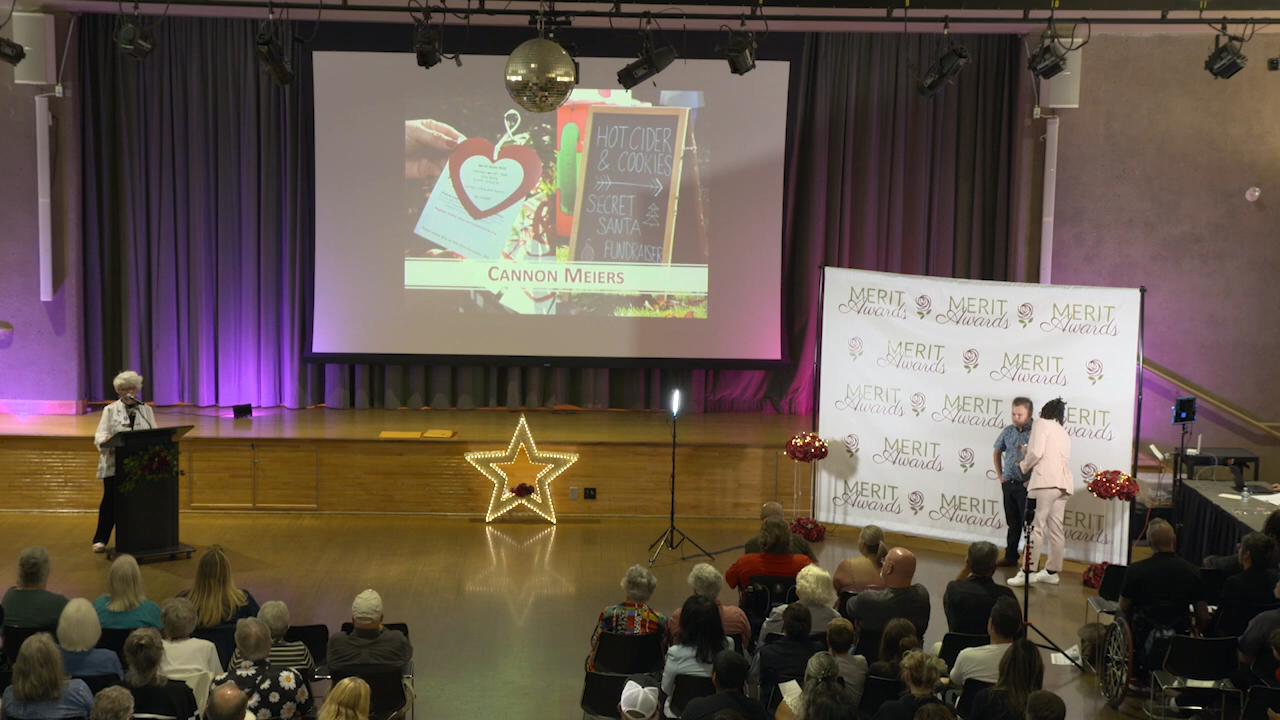 HOT CIDER
& COOKIES
SECRET
SANTA
FUNDRAISER
CANNON MEIERS
MERIT Awards MERIT Awards MERIT Awards
MERIT Awards MERIT Awards
MERIT Awards MERIT Awards MERIT Awards
MERIT Awards
MERIT Awards MERIT Awards MERIT